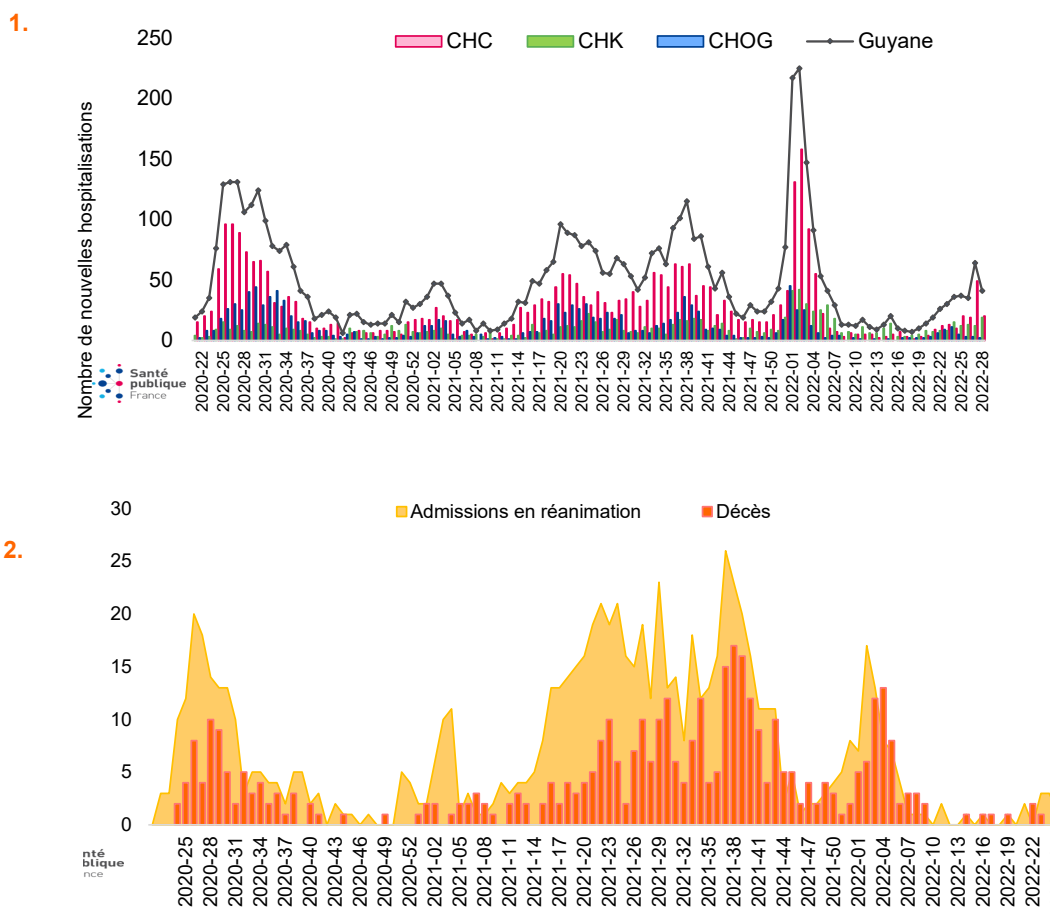 1.
250
200
150
100
50
0
Nombre de nouvelles hospitalisations
CHC CHK CHOG Guyane
Santé
publique
France
2020-22 2020-25 2020-28 2020-31 2020-34 2020-37 2020-40 2020-43 2020-46 2020-49 2020-52 2021-02 2021-05 2021-08 2021-11 2021-14 2021-17 2021-20 2021-23 2021-26 2021-29 2021-32 2021-35 2021-38 2021-41 2021-44 2021-47 2021-50 2022-01 2022-04 2022-07 2022-10 2022-13 2022-16 2022-19 2022-22 2022-25 2022-28
2.
30
25
20
15
10
5
0
Admissions en réanimation Décès
nté
blique
nce
2020-25 2020-28 2020-31 2020-34 2020-37 2020-40 2020-43 2020-46 2020-49 2020-52 2021-02 2021-05 2021-08 2021-11 2021-14 2021-17 2021-20 2021-23 2021-26 2021-29 2021-32 2021-35 2021-38 2021-41 2021-44 2021-47 2021-50 2022-01 2022-04 2022-07 2022-10 2022-13 2022-16 2022-19 2022-22